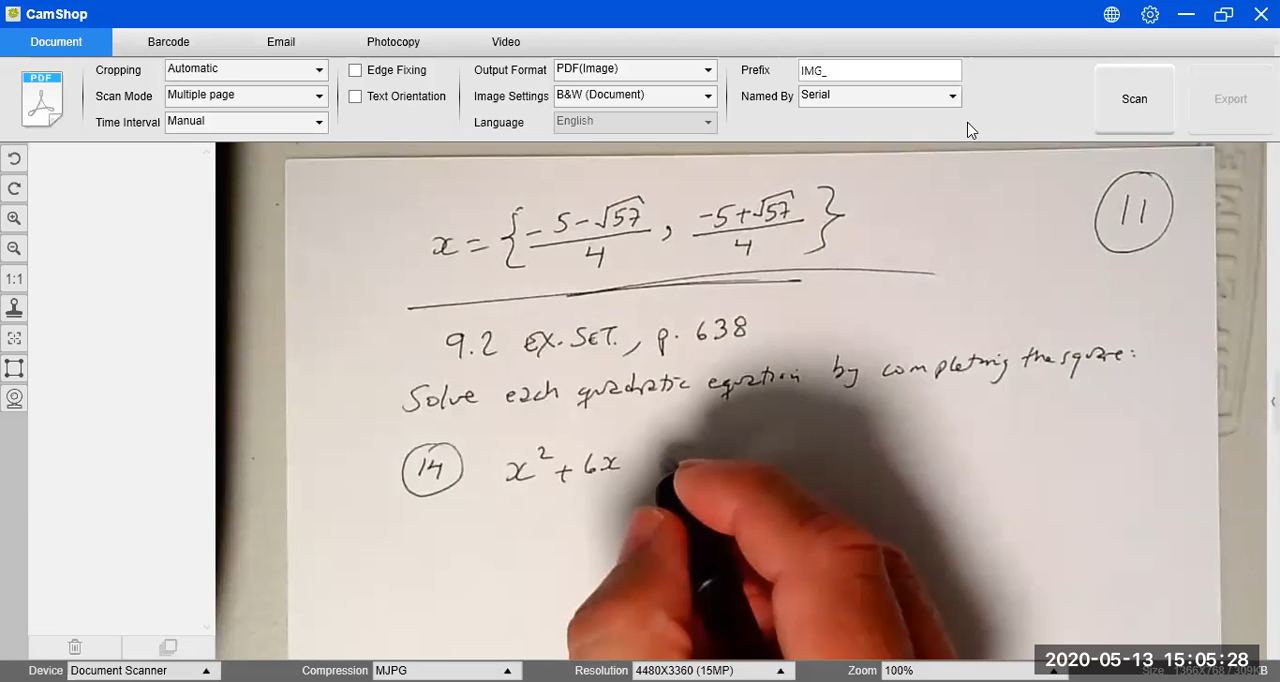 CamShop
Document Barcode Email Photocopy Video
Cropping Automatic Edge Fixing Output Format PDF(Image) Prefix IMG_
PDF Scan Mode Multiple page Text Orientation Image Settings B&W (Document) Named By Serial Scan Export
Time Interval Manual Language English
1:1
x = { -5-√57 / 4 , -5+√57 / 4 }
11
9.2 EX. SET., p. 638
Solve each quadratic equation by completing the square:
14 x² + 6x
Device Document Scanner Compression MJPG Resolution 4480X3360 (15MP) Zoom 100%
2020-05-13 15:05:28